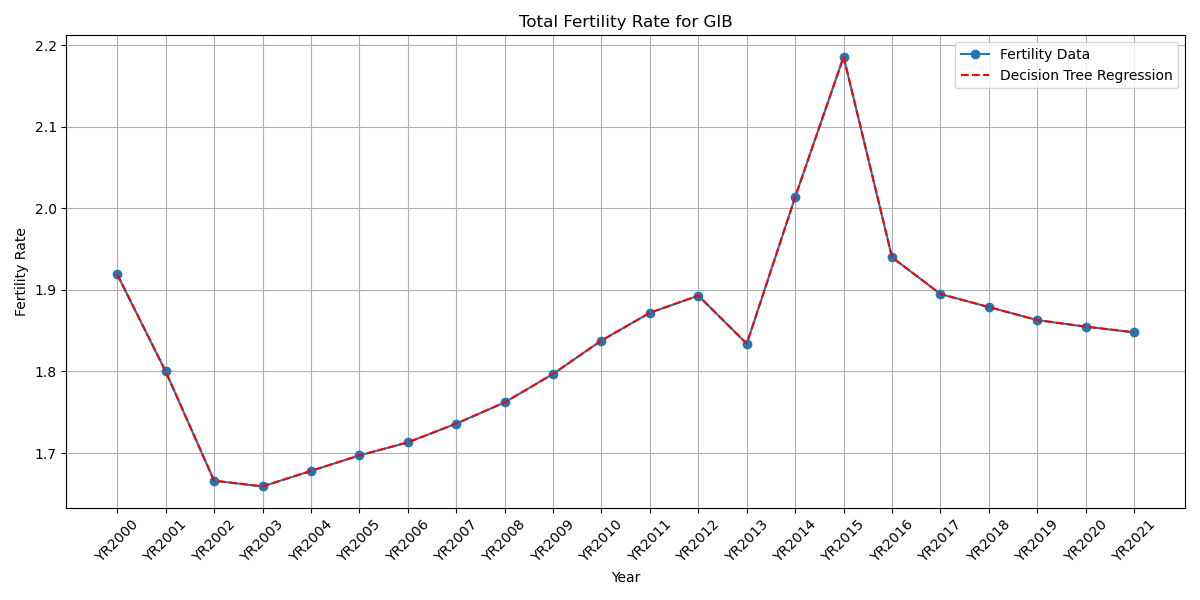 Total Fertility Rate for GIB
Fertility Data
Decision Tree Regression
Fertility Rate
2.2
2.1
2.0
1.9
1.8
1.7
YR2000
YR2001
YR2002
YR2003
YR2004
YR2005
YR2006
YR2007
YR2008
YR2009
YR2010
YR2011
YR2012
YR2013
YR2014
YR2015
YR2016
YR2017
YR2018
YR2019
YR2020
YR2021
Year